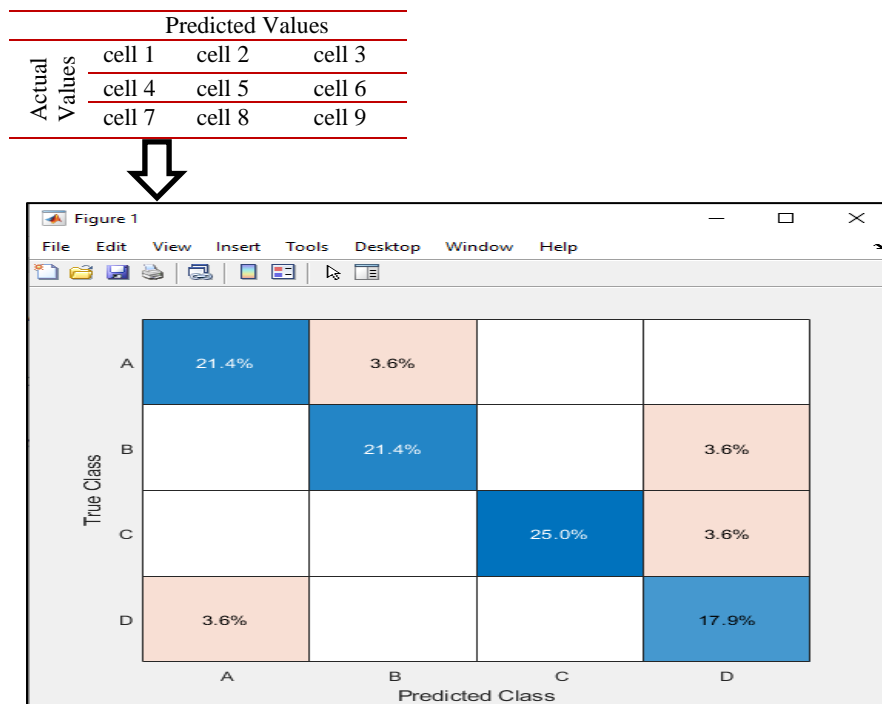 Predicted Values
Actual Values
cell 1 cell 2 cell 3
cell 4 cell 5 cell 6
cell 7 cell 8 cell 9
Figure 1
File Edit View Insert Tools Desktop Window Help
True Class
A 21.4% 3.6%
B 21.4% 3.6%
C 25.0% 3.6%
D 3.6% 17.9%
A B C D
Predicted Class